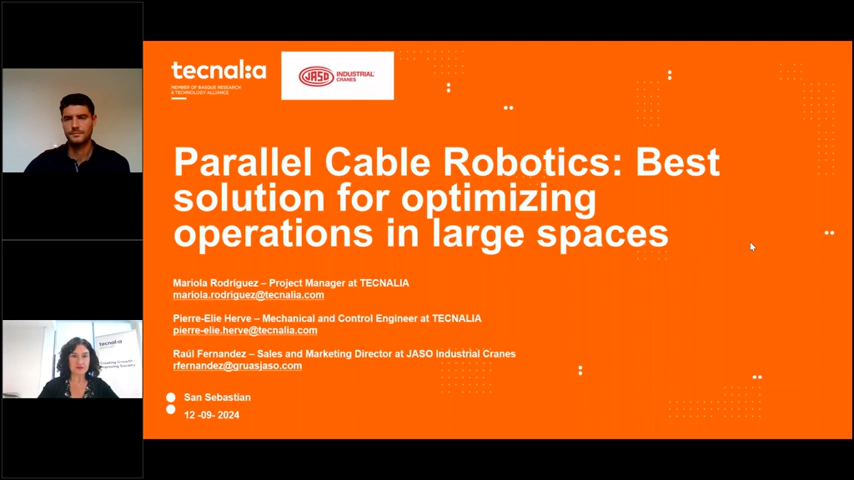 tecnalia
MEMBER OF BASQUE RESEARCH
& TECHNOLOGY ALLIANCE
JASO INDUSTRIAL
CRANES
Parallel Cable Robotics: Best
solution for optimizing
operations in large spaces
Mariola Rodriguez – Project Manager at TECNALIA
mariola.rodriguez@tecnalia.com
Pierre-Elie Herve – Mechanical and Control Engineer at TECNALIA
pierre-elie.herve@tecnalia.com
Raúl Fernandez – Sales and Marketing Director at JASO Industrial Cranes
rfernandez@gruasjaso.com
San Sebastian
12 -09- 2024
tecnalia